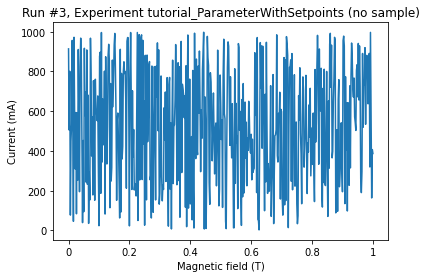 Run #3, Experiment tutorial_ParameterWithSetpoints (no sample)
1000
800
600
400
200
0
Current (mA)
0 0.2 0.4 0.6 0.8 1
Magnetic field (T)